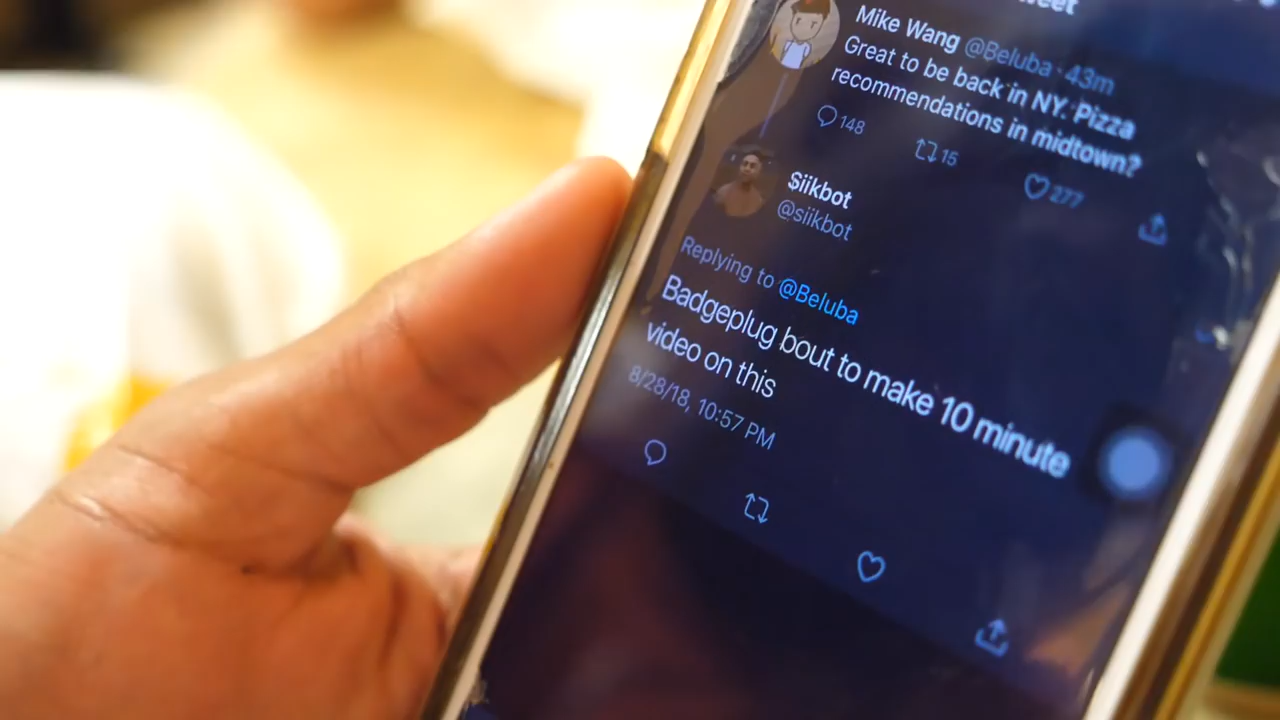 Mike Wang @Beluba · 43m
Great to be back in NY. Pizza
recommendations in midtown?
148 15 277
Siikbot
@siikbot
Replying to @Beluba
Badgeplug bout to make 10 minute
video on this
8/28/18, 10:57 PM